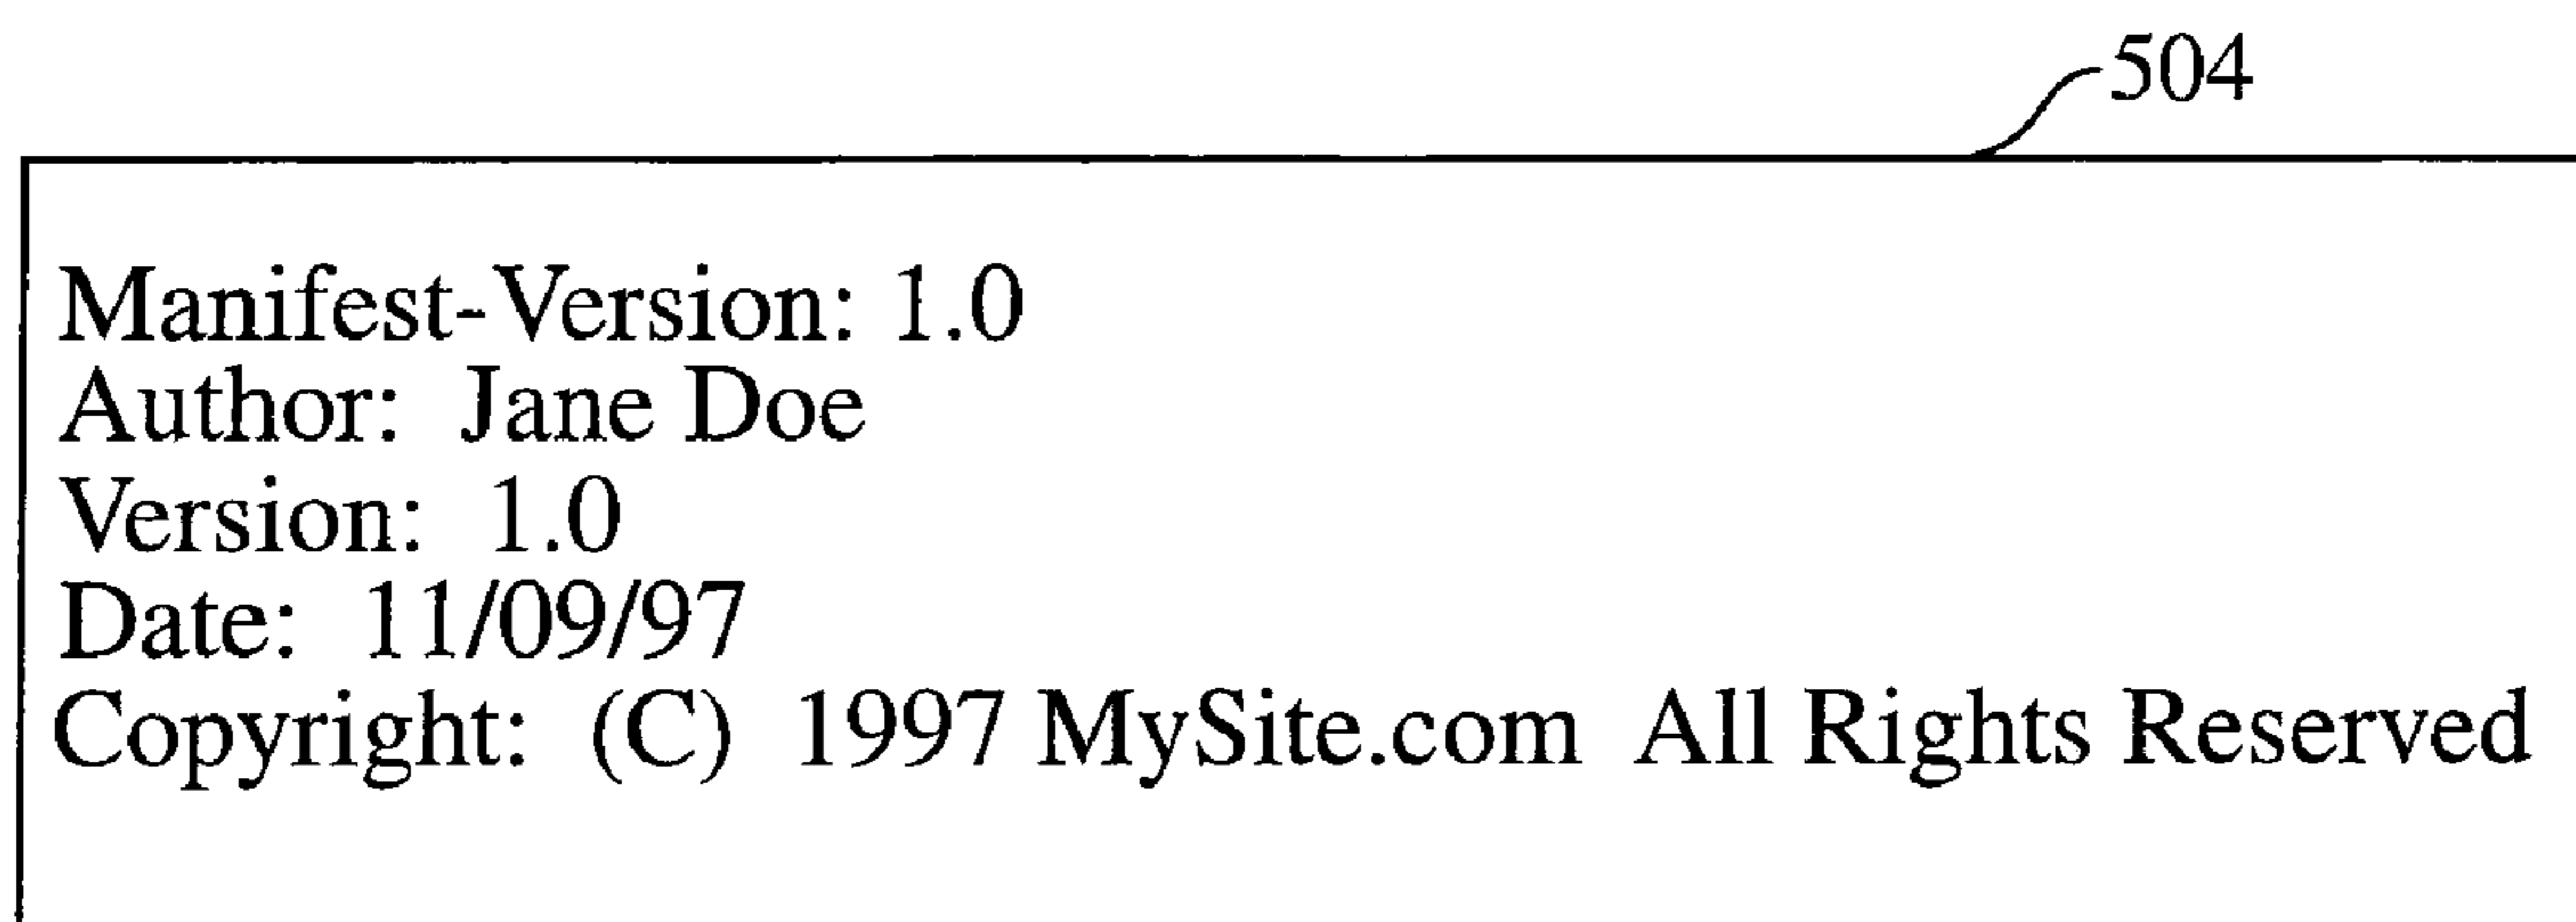 504
Manifest-Version: 1.0
Author: Jane Doe
Version: 1.0
Date: 11/09/97
Copyright: (C) 1997 MySite.com All Rights Reserved